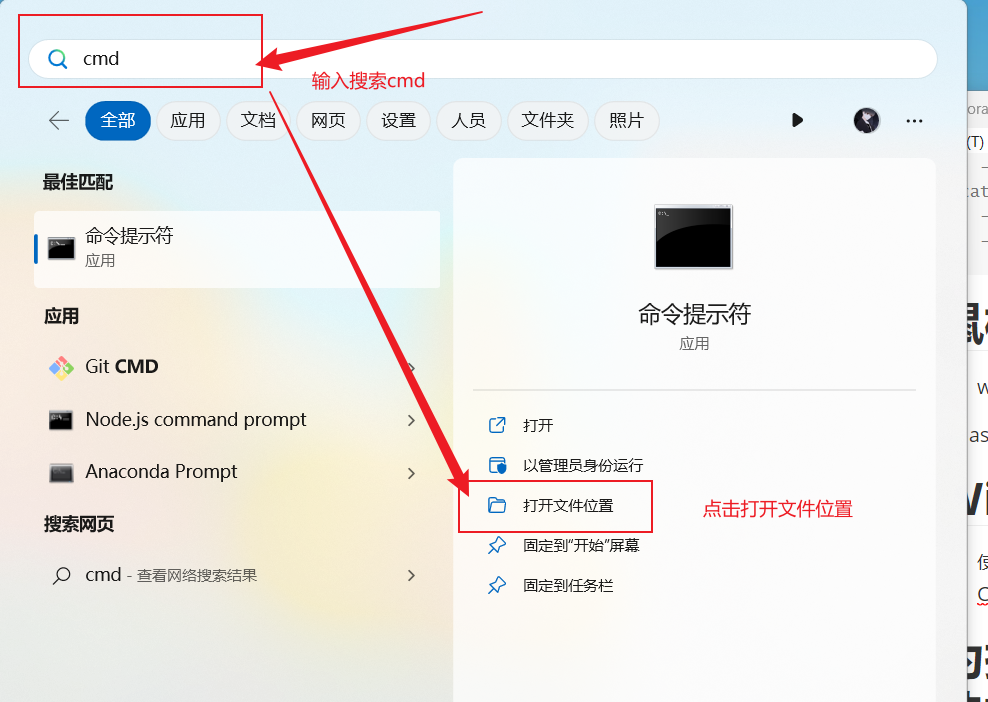 cmd
输入搜索cmd
全部 应用 文档 网页 设置 人员 文件夹 照片
最佳匹配
命令提示符
应用
应用
Git CMD
Node.js command prompt
Anaconda Prompt
搜索网页
cmd - 查看网络搜索结果
命令提示符
应用
打开
以管理员身份运行
打开文件位置
点击打开文件位置
固定到“开始”屏幕
固定到任务栏
(T)
as